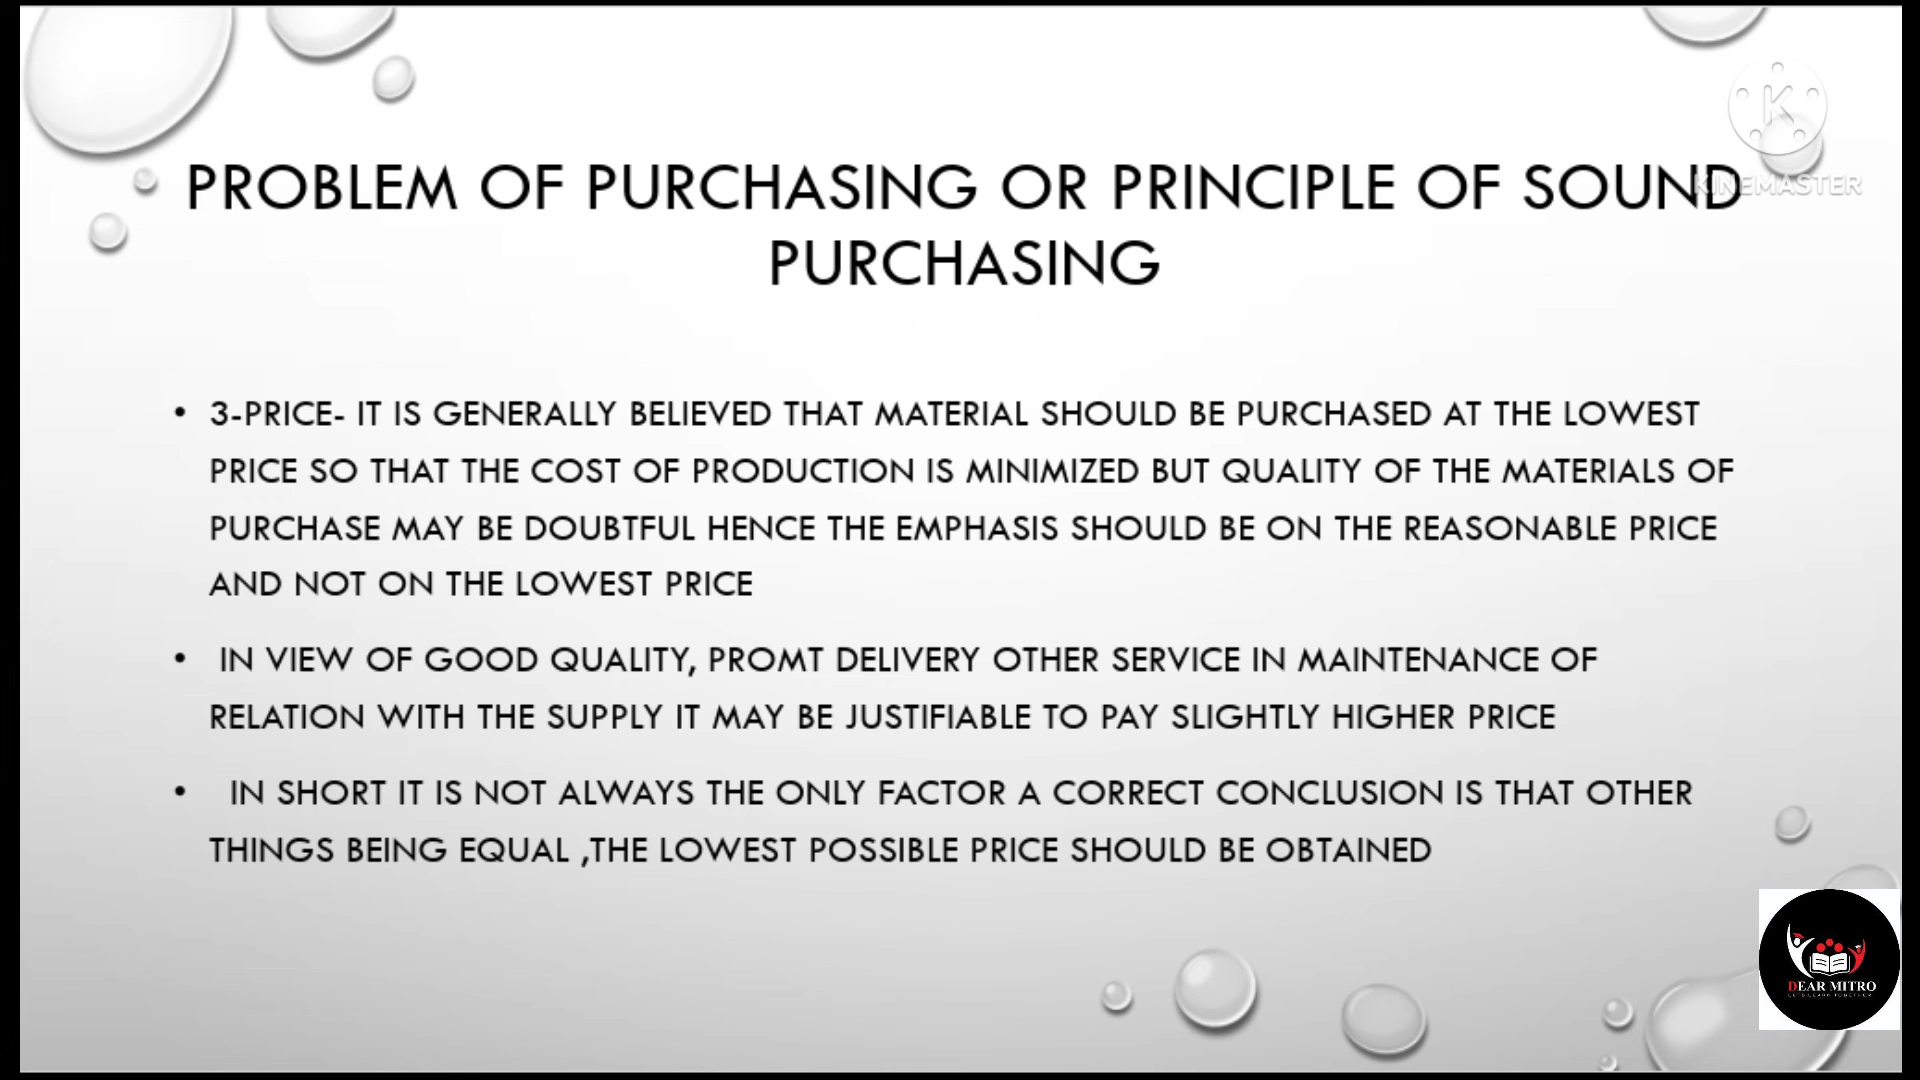 PROBLEM OF PURCHASING OR PRINCIPLE OF SOUND
PURCHASING
K
KINEMASTER
• 3-PRICE- IT IS GENERALLY BELIEVED THAT MATERIAL SHOULD BE PURCHASED AT THE LOWEST
PRICE SO THAT THE COST OF PRODUCTION IS MINIMIZED BUT QUALITY OF THE MATERIALS OF
PURCHASE MAY BE DOUBTFUL HENCE THE EMPHASIS SHOULD BE ON THE REASONABLE PRICE
AND NOT ON THE LOWEST PRICE
• IN VIEW OF GOOD QUALITY, PROMT DELIVERY OTHER SERVICE IN MAINTENANCE OF
RELATION WITH THE SUPPLY IT MAY BE JUSTIFIABLE TO PAY SLIGHTLY HIGHER PRICE
• IN SHORT IT IS NOT ALWAYS THE ONLY FACTOR A CORRECT CONCLUSION IS THAT OTHER
THINGS BEING EQUAL ,THE LOWEST POSSIBLE PRICE SHOULD BE OBTAINED
DEAR MITRO
LET'S LEARN TOGETHER